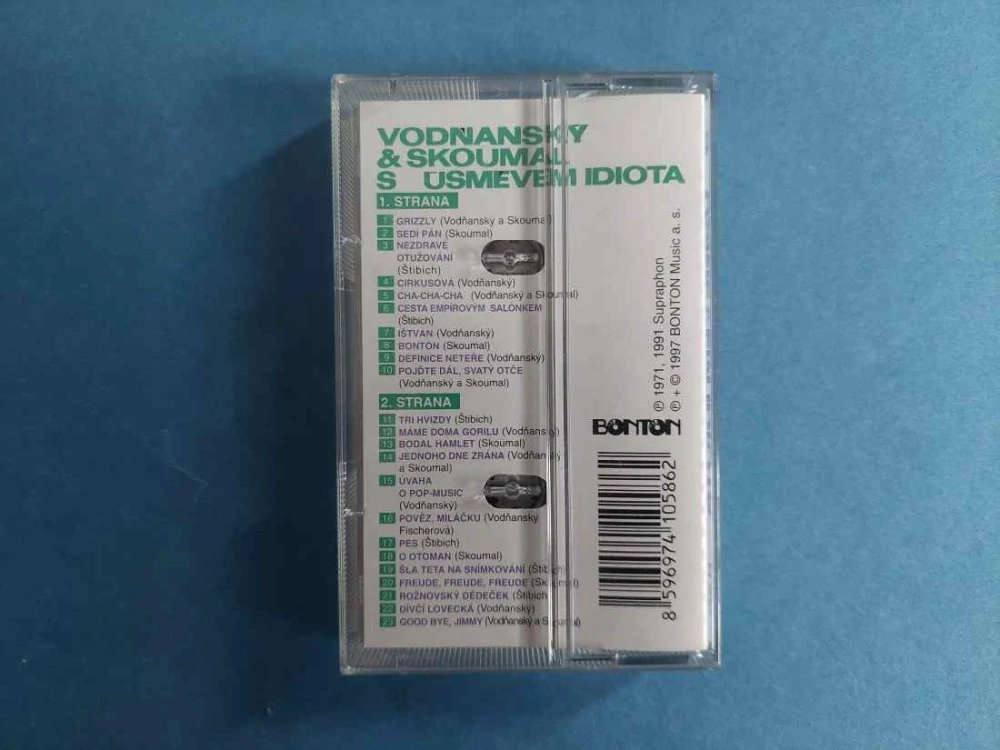 VODNANSKY
& SKOUMAL
S ÚSMEVEM IDIOTA
1. STRANA
1 GRIZZLY (Vodňanský a Skoumal)
2 SEDÍ PÁN (Skoumal)
3 NEZDRAVÉ
OTUŽOVÁNÍ
(Štibich)
4 CIRKUSOVÁ (Vodňanský)
5 CHA-CHA-CHA (Vodňanský a Skoumal)
6 CESTA EMPÍROVÝM SALÓNKEM
(Štibich)
7 IŠTVAN (Vodňanský)
8 BONTÓN (Skoumal)
9 DEFINICE NETEŘE (Vodňanský)
10 POJĎTE DÁL, SVATÝ OTČE
(Vodňanský a Skoumal)
2. STRANA
11 TRI HVIZDY (Štibich)
12 MÁME DOMA GORILU (Vodňanský)
13 BODAL HAMLET (Skoumal)
14 JEDNOHO DNE ZRÁNA (Vodňanský
a Skoumal)
15 ÚVAHA
O POP-MUSIC
(Vodňanský)
16 POVĚZ, MILÁČKU (Vodňanský
Fischerová)
17 PES (Štibich)
18 O OTOMAN (Skoumal)
19 ŠLA TETA NA SNÍMKOVÁNÍ (Štibich)
20 FREUDE, FREUDE, FREUDE (Skoumal)
21 ROŽNOVSKÝ DĚDEČEK (Štibich)
22 DÍVČÍ LOVECKÁ (Vodňanský)
23 GOOD BYE, JIMMY (Vodňanský a Skoumal)
℗ 1971, 1991 Supraphon
℗ + © 1997 BONTON Music a. s.
BONTON
8 596974 105862